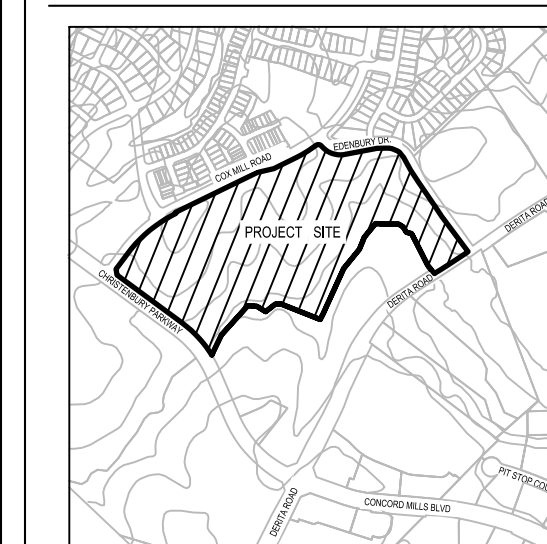 EDENBURY DR.
COX MILL ROAD
DERITA ROAD
PROJECT SITE
CHRISTENBURY PARKWAY
DERITA ROAD
PIT STOP
CONCORD MILLS BLVD
DERITA ROAD